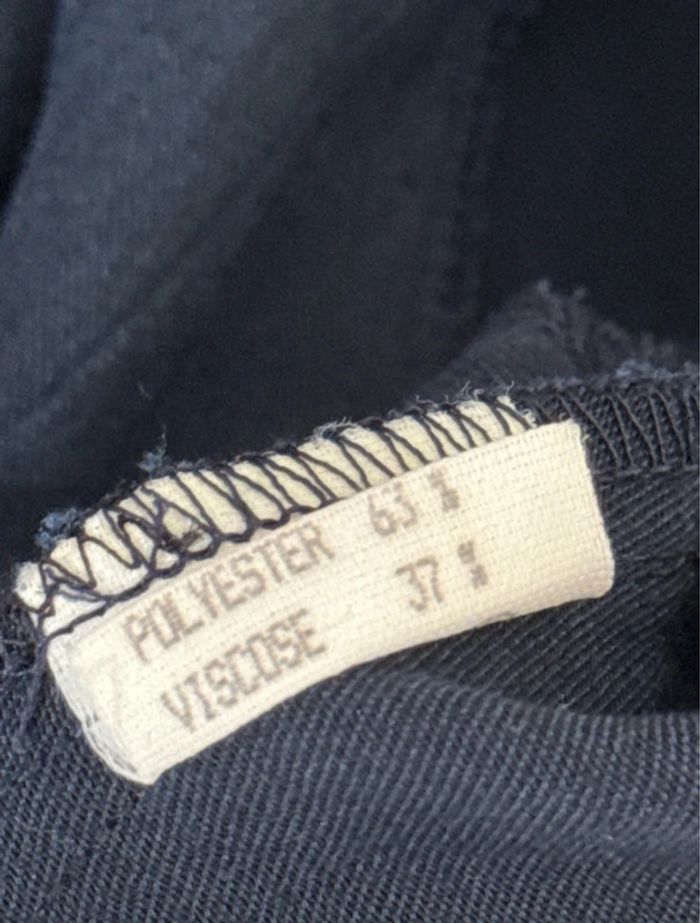 POLYESTER 63 %
VISCOSE 37 %